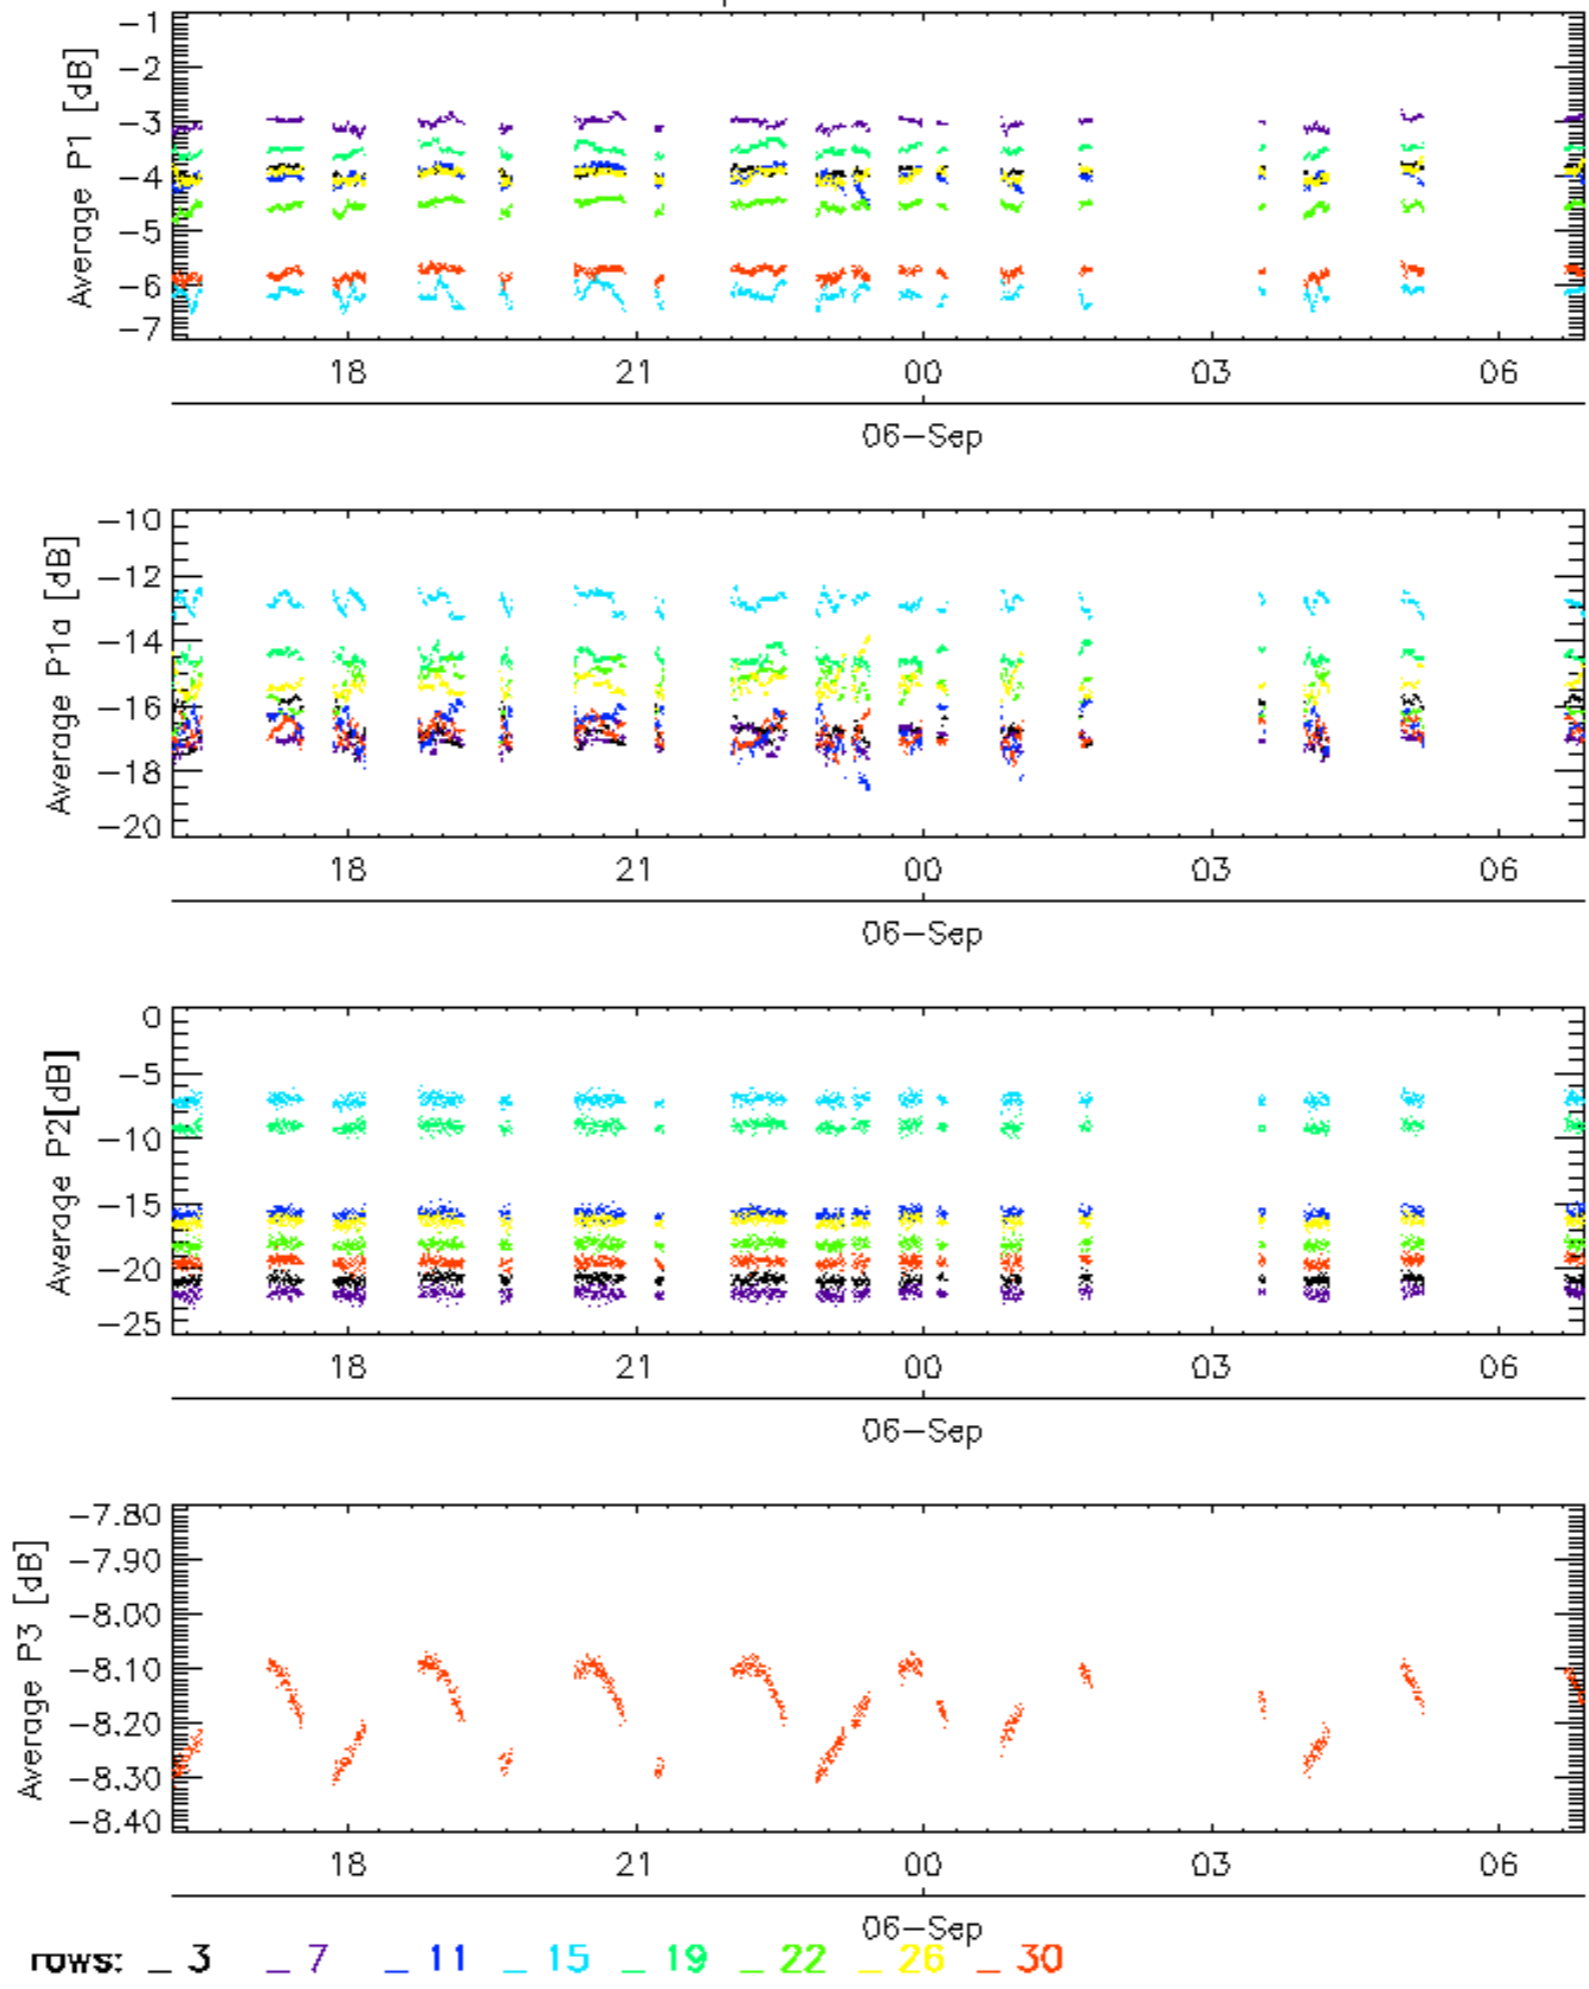 Average P1 [dB]
−1
−2
−3
−4
−5
−6
−7
18 21 00 03 06
06−Sep
Average P1a [dB]
−10
−12
−14
−16
−18
−20
18 21 00 03 06
06−Sep
Average P2[dB]
0
−5
−10
−15
−20
−25
18 21 00 03 06
06−Sep
Average P3 [dB]
−7.80
−7.90
−8.00
−8.10
−8.20
−8.30
−8.40
18 21 00 03 06
06−Sep
rows: _ 3 _ 7 _ 11 _ 15 _ 19 _ 22 _ 26 _ 30